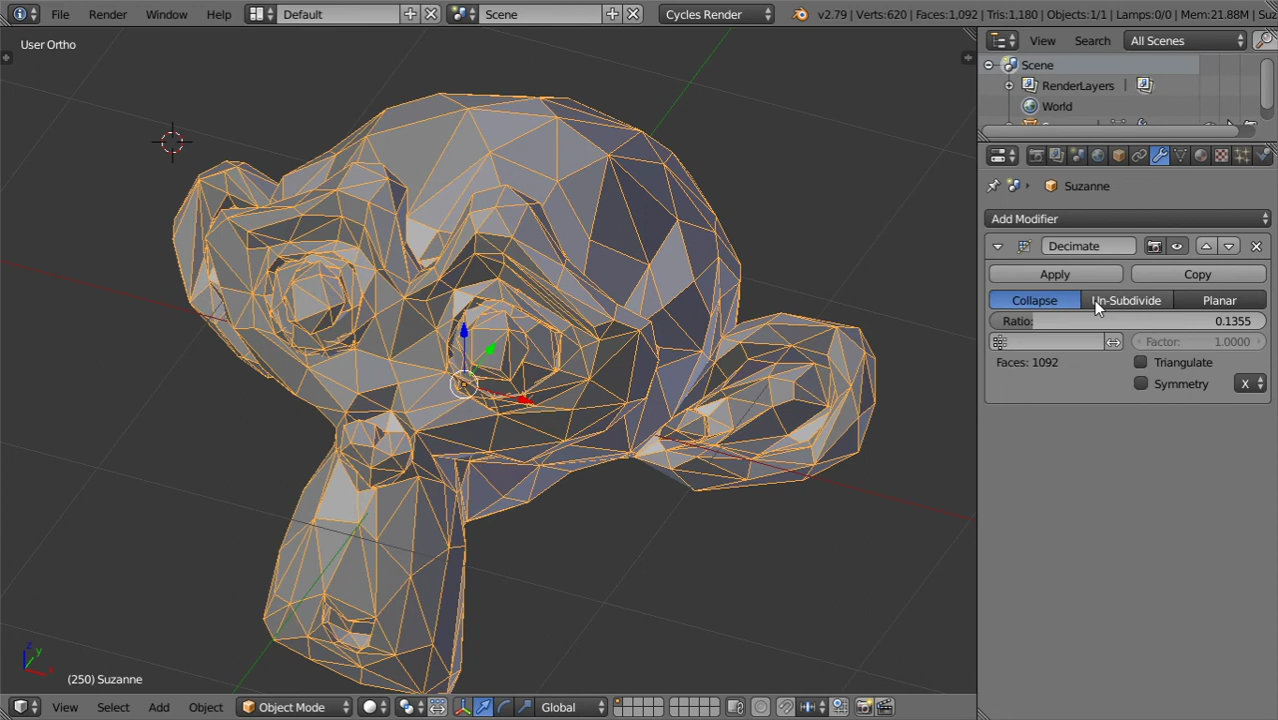 File Render Window Help Default Scene Cycles Render v2.79 | Verts:620 | Faces:1,092 | Tris:1,180 | Objects:1/1 | Lamps:0/0 | Mem:21.88M | Suz
User Ortho
View Search All Scenes
Scene
RenderLayers
World
Suzanne
Add Modifier
Decimate
Apply Copy
Collapse Un-Subdivide Planar
Ratio: 0.1355
Factor: 1.0000
Faces: 1092 Triangulate
Symmetry X
z
y
x
(250) Suzanne
View Select Add Object Object Mode Global